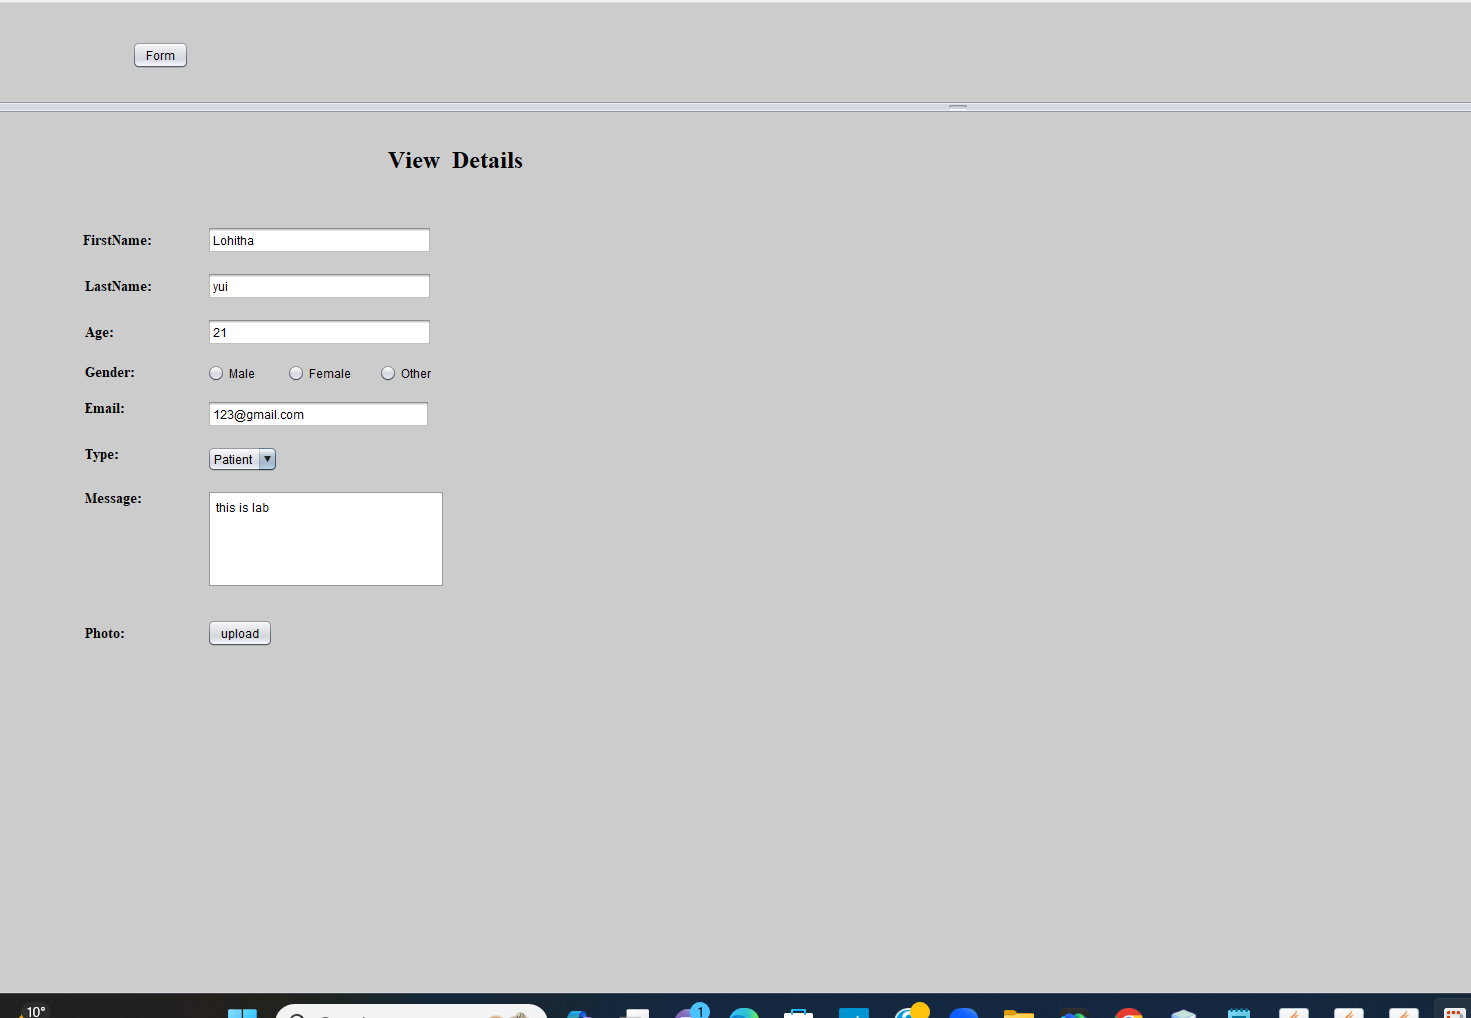 Form
View Details
FirstName: Lohitha
LastName: yui
Age: 21
Gender: Male Female Other
Email: 123@gmail.com
Type: Patient
Message: this is lab
Photo: upload
10°
1